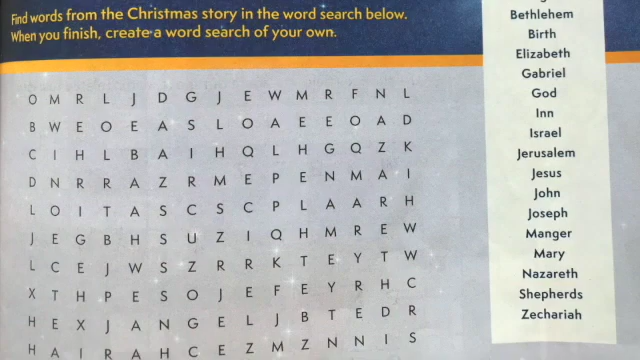 Find words from the Christmas story in the word search below.
When you finish, create a word search of your own.
O M R L J D G J E W M R F N L
B W E O E A S L O A E E O A D
C I H L B A I H Q L H G Q Z K
D N R R A Z R M E P E N M A I
L O I T A S C S C P L A A R H
J E G B H S U Z I Q H M R E W
L C E J W S Z R R K T E Y T W
X T H P E S O J E F E Y R H C
H E X J A N G E L J B T E D R
H A I R A H C E Z M Z N N I S
Bethlehem
Birth
Elizabeth
Gabriel
God
Inn
Israel
Jerusalem
Jesus
John
Joseph
Manger
Mary
Nazareth
Shepherds
Zechariah